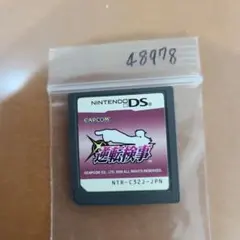 48978
NINTENDO DS
CAPCOM
逆転検事
NTR-C32J-JPN